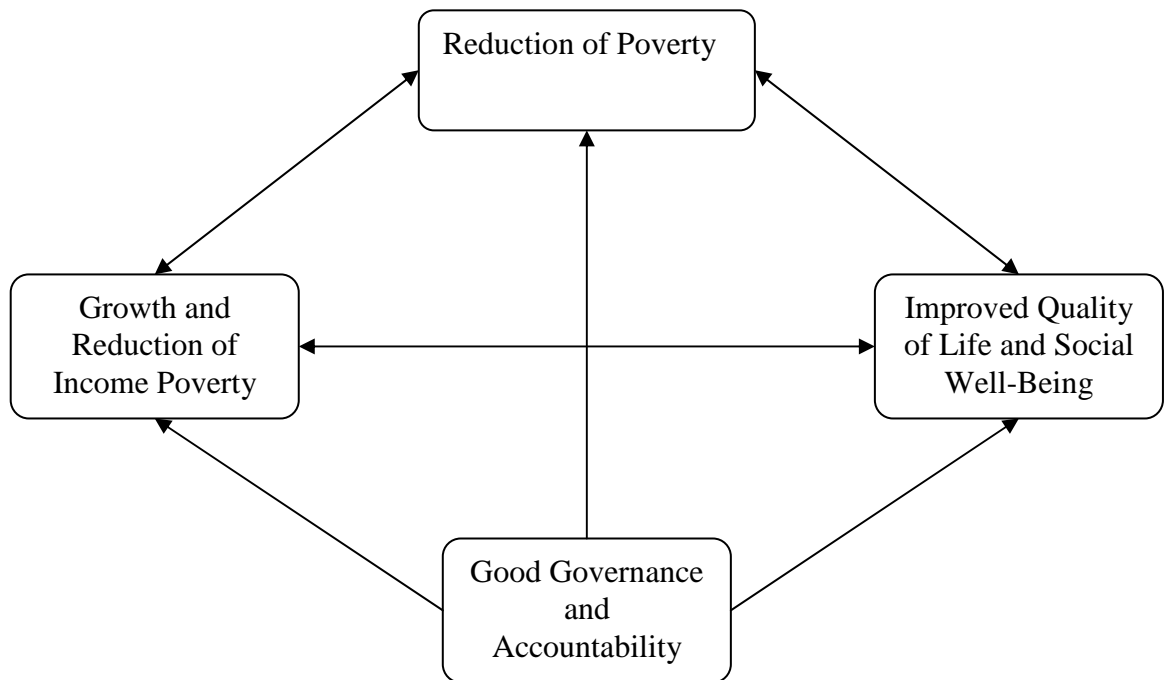 Reduction of Poverty
Growth and
Reduction of
Income Poverty
Improved Quality
of Life and Social
Well-Being
Good Governance
and
Accountability